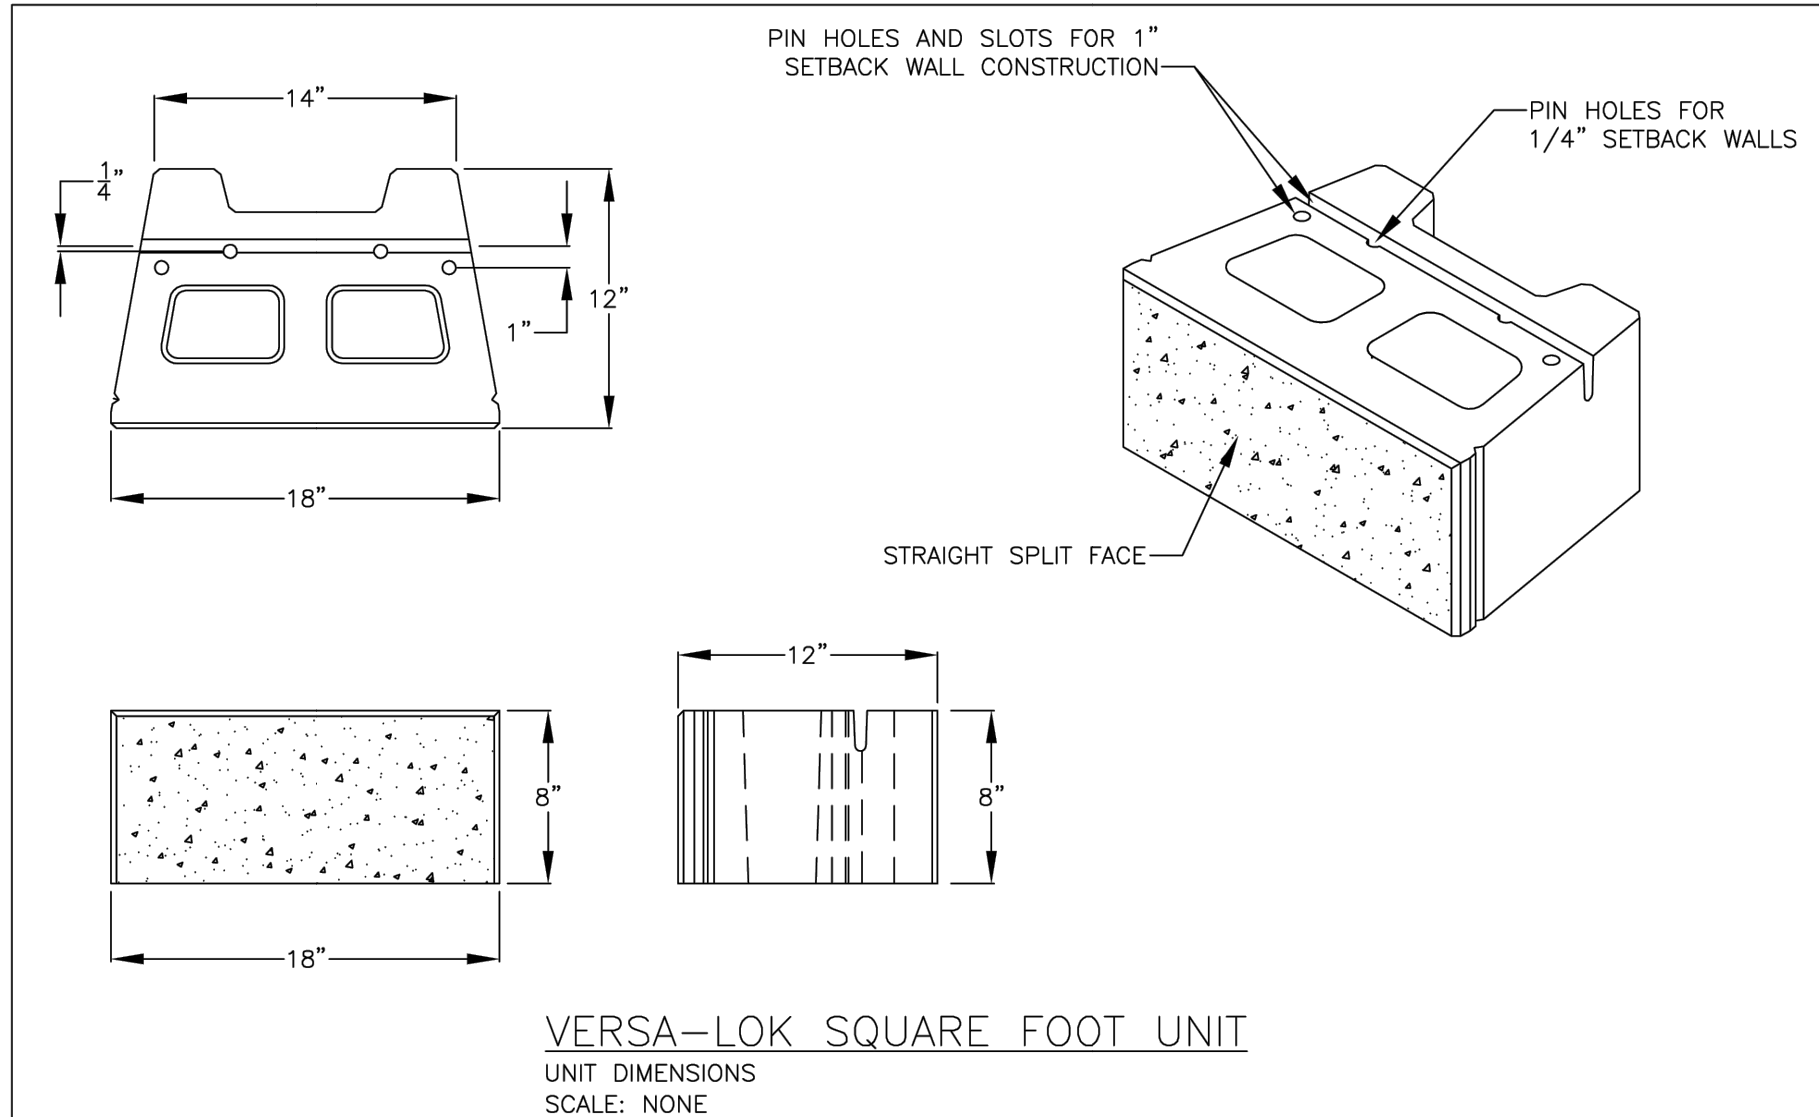 PIN HOLES AND SLOTS FOR 1”
SETBACK WALL CONSTRUCTION
PIN HOLES FOR
1/4” SETBACK WALLS
14”
1/4”
12”
1”
18”
STRAIGHT SPLIT FACE
12”
8”
8”
18”
VERSA-LOK SQUARE FOOT UNIT
UNIT DIMENSIONS
SCALE: NONE